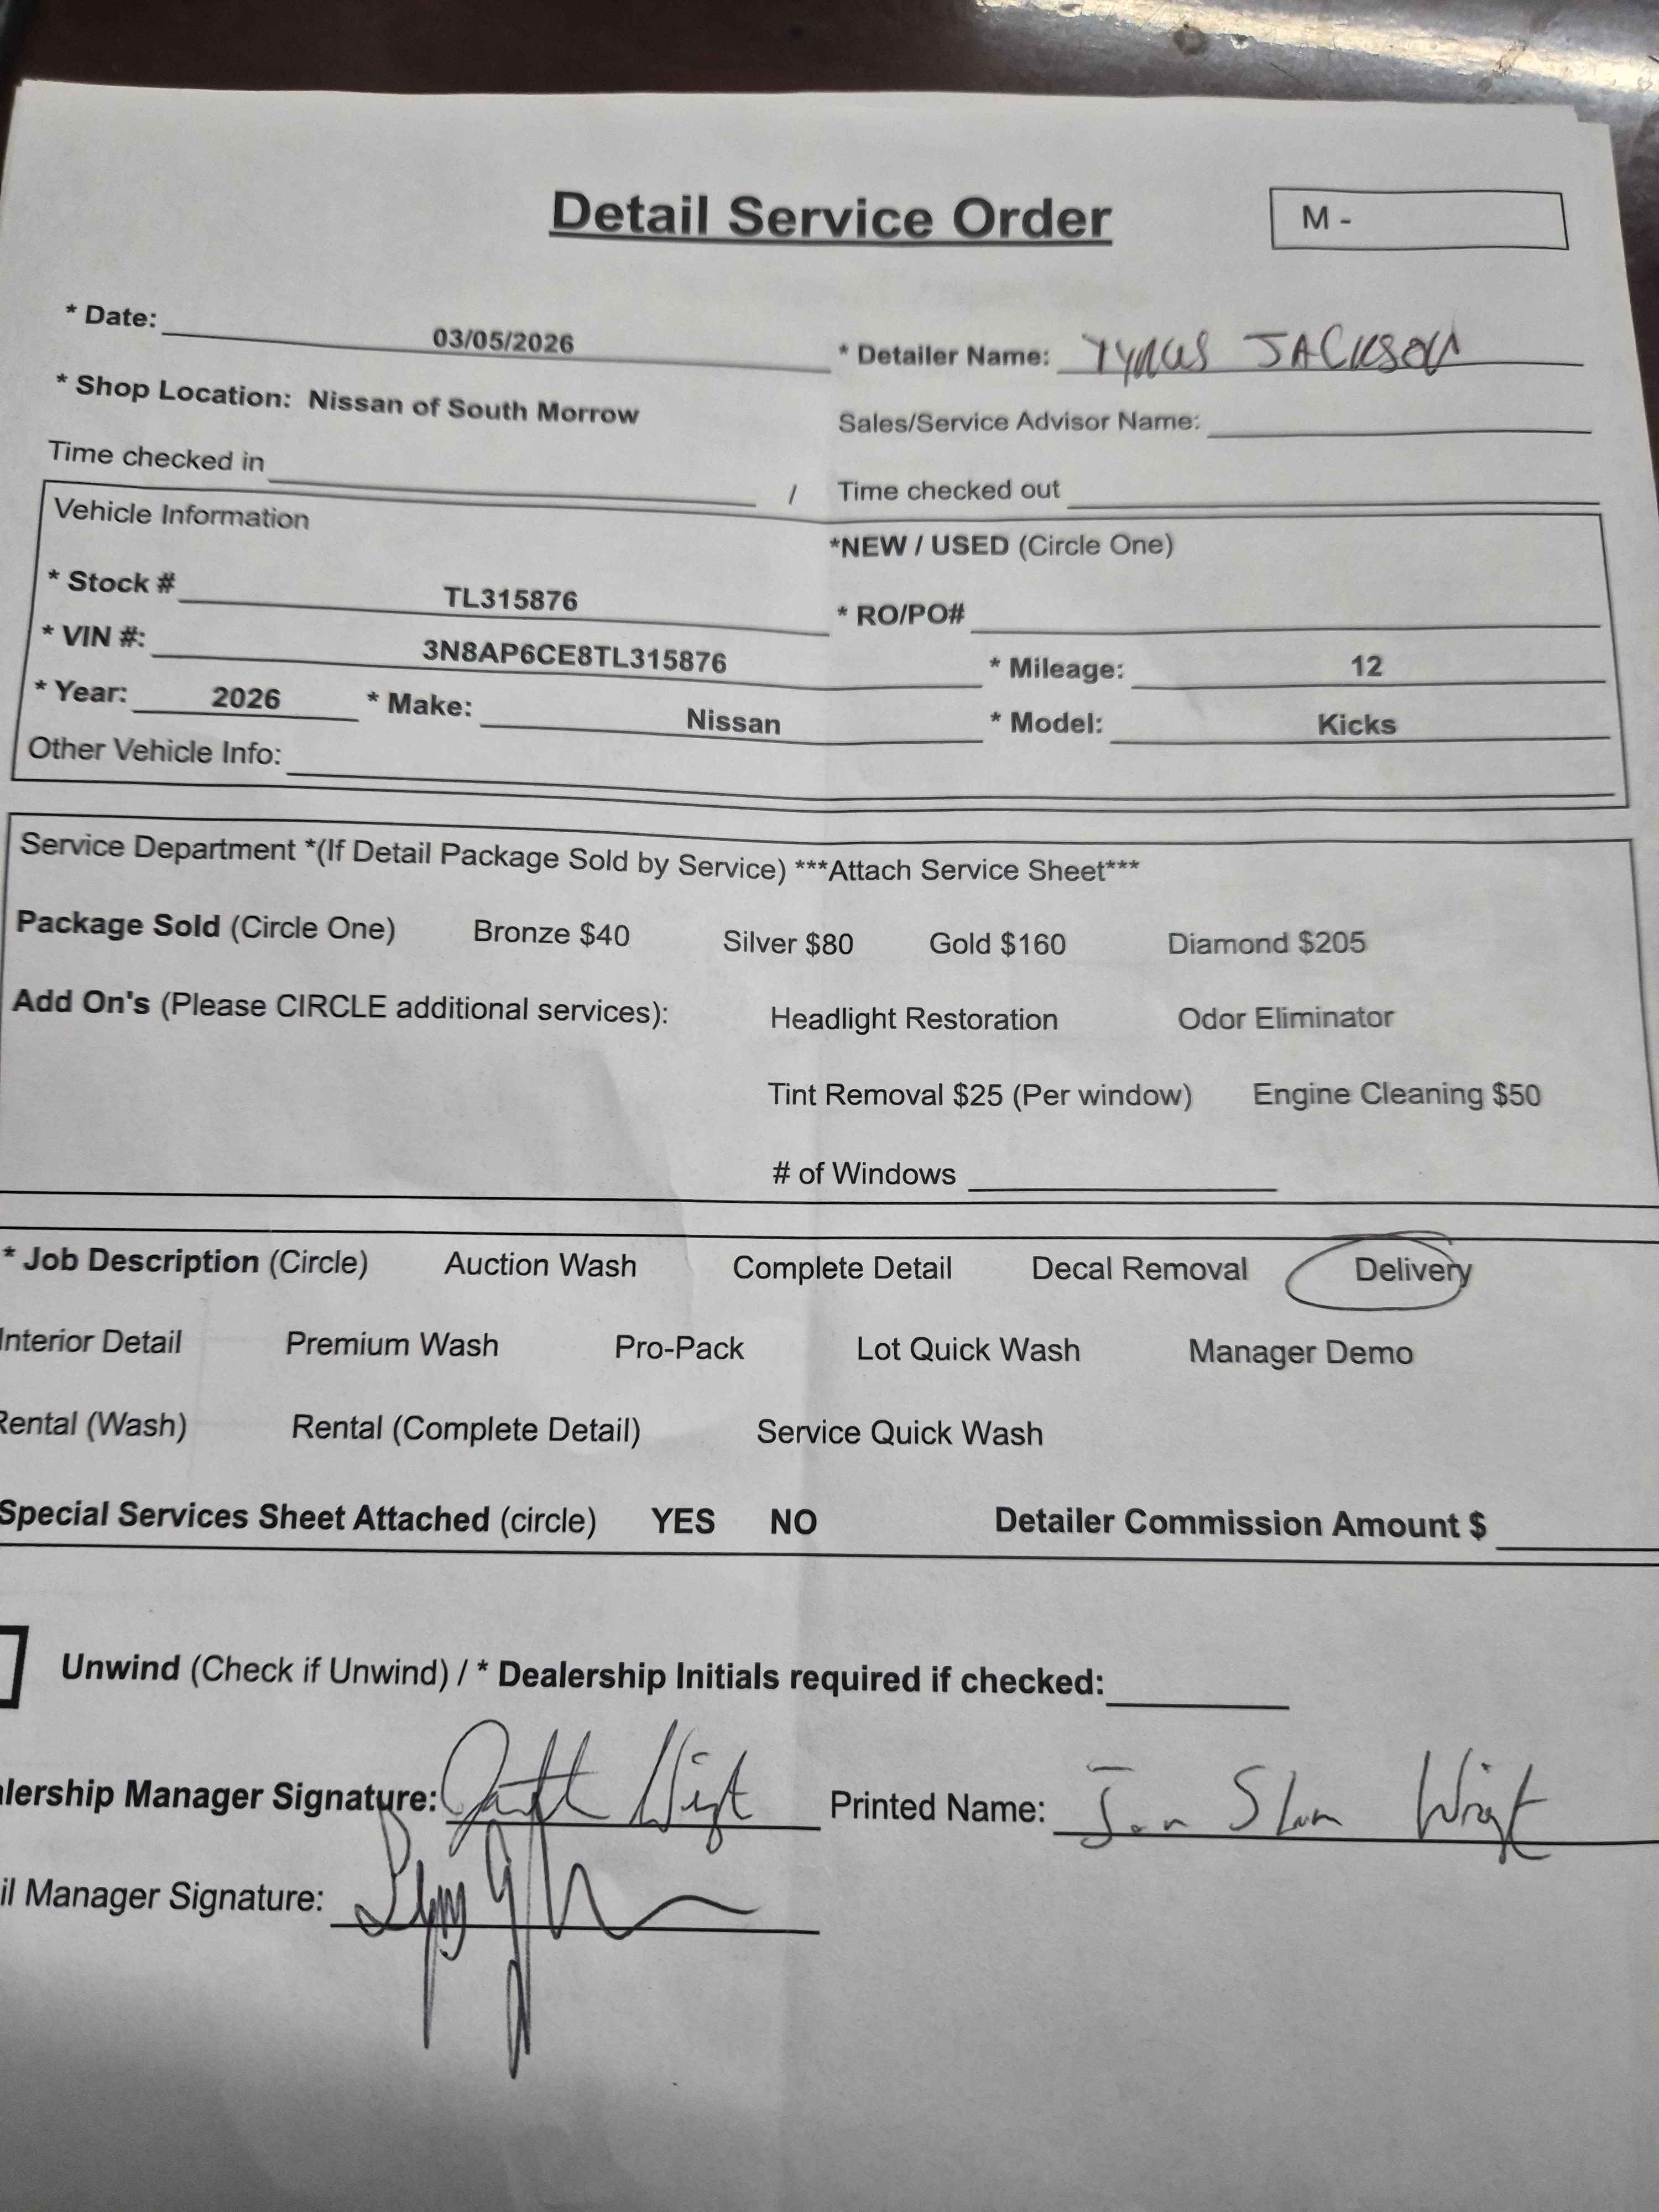 Detail Service Order
M -
* Date: 03/05/2026
* Detailer Name: JACKSON
* Shop Location: Nissan of South Morrow
Sales/Service Advisor Name:
Time checked in / Time checked out
Vehicle Information
*NEW / USED (Circle One)
* Stock # TL315876
* RO/PO#
* VIN #: 3N8AP6CE8TL315876
* Mileage: 12
* Year: 2026 * Make: Nissan * Model: Kicks
Other Vehicle Info:
Service Department *(If Detail Package Sold by Service) ***Attach Service Sheet***
Package Sold (Circle One) Bronze $40 Silver $80 Gold $160 Diamond $205
Add On's (Please CIRCLE additional services): Headlight Restoration Odor Eliminator
Tint Removal $25 (Per window) Engine Cleaning $50
# of Windows
* Job Description (Circle) Auction Wash Complete Detail Decal Removal Delivery
Interior Detail Premium Wash Pro-Pack Lot Quick Wash Manager Demo
Rental (Wash) Rental (Complete Detail) Service Quick Wash
Special Services Sheet Attached (circle) YES NO Detailer Commission Amount $
Unwind (Check if Unwind) / * Dealership Initials required if checked:
lership Manager Signature: Printed Name:
il Manager Signature: